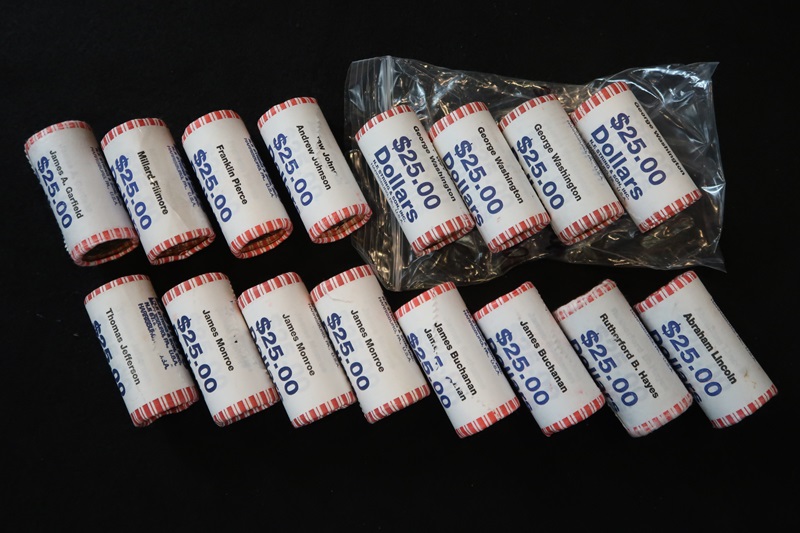 James A. Garfield
$25.00
Millard Fillmore
$25.00
Franklin Pierce
$25.00
Andrew Johnson
$25.00
George Washington
$25.00
Dollars
George Washington
$25.00
Dollars
George Washington
$25.00
George Washington
$25.00
Dollars
Thomas Jefferson
$25.00
James Monroe
$25.00
James Monroe
$25.00
James Monroe
$25.00
James Buchanan
$25.00
James Buchanan
$25.00
Rutherford B. Hayes
$25.00
Abraham Lincoln
$25.00